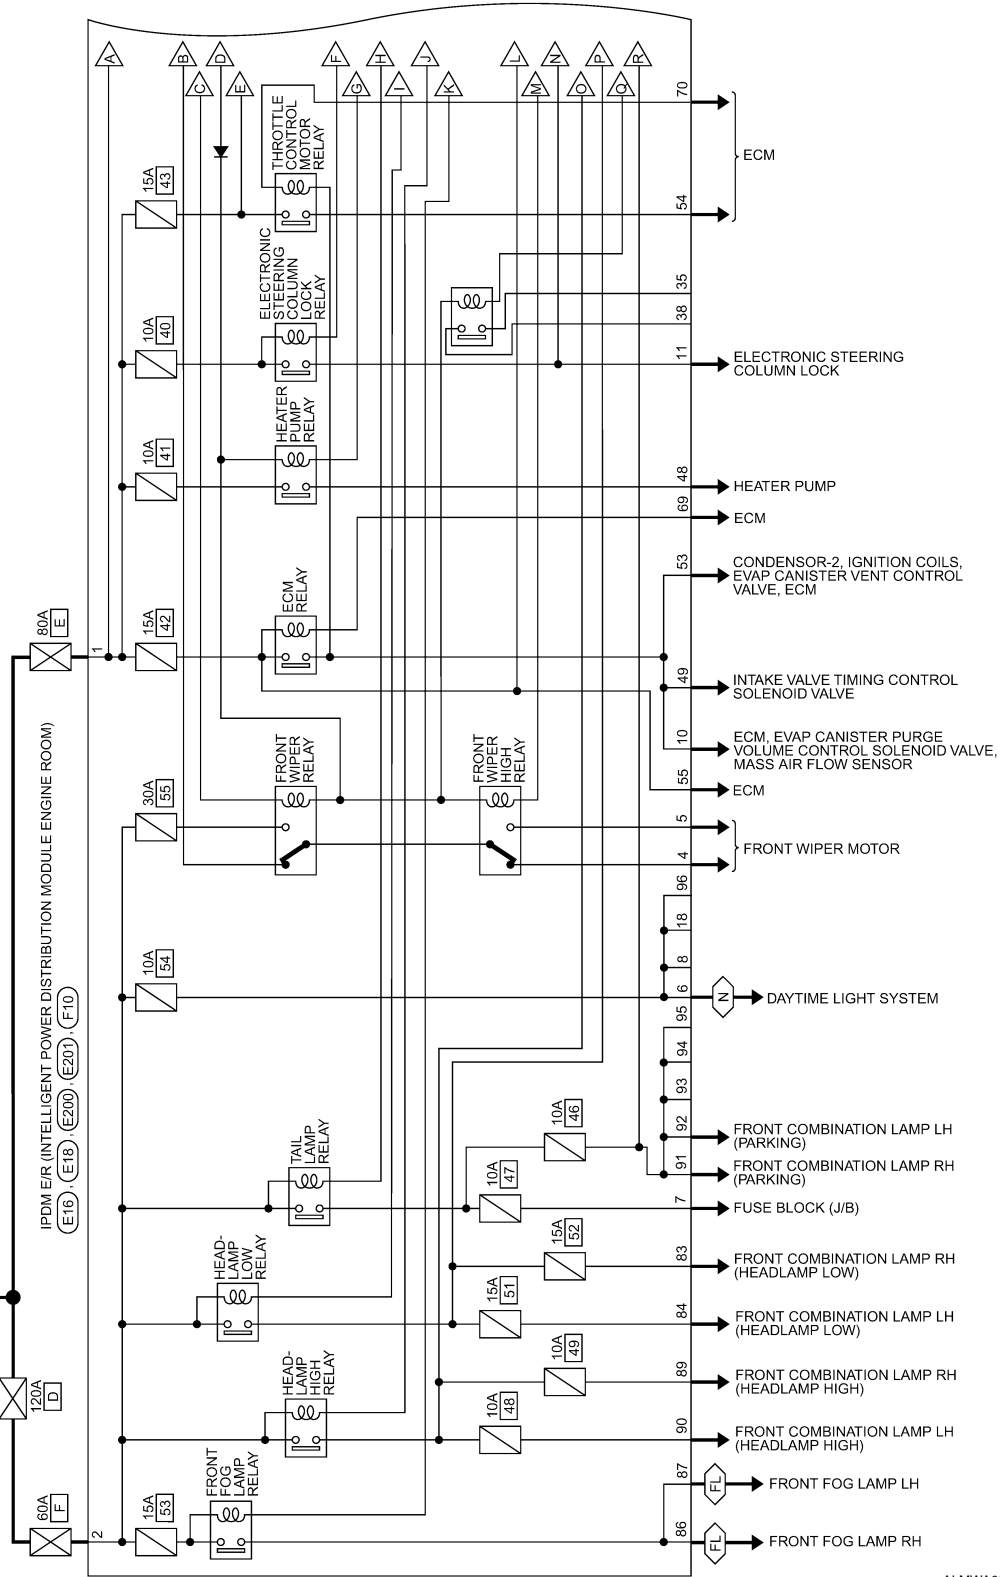 A
B
C
D
E
F
G
H
I
J
K
L
M
N
O
P
Q
R
70
ECM
54
35
38
11
ELECTRONIC STEERING
COLUMN LOCK
48
HEATER PUMP
69
ECM
53
CONDENSOR-2, IGNITION COILS,
EVAP CANISTER VENT CONTROL
VALVE, ECM
49
INTAKE VALVE TIMING CONTROL
SOLENOID VALVE
10
ECM, EVAP CANISTER PURGE
VOLUME CONTROL SOLENOID VALVE,
MASS AIR FLOW SENSOR
55
ECM
5
FRONT WIPER MOTOR
4
96
18
8
6
N
DAYTIME LIGHT SYSTEM
95
94
93
92
FRONT COMBINATION LAMP LH
(PARKING)
91
FRONT COMBINATION LAMP RH
(PARKING)
7
FUSE BLOCK (J/B)
83
FRONT COMBINATION LAMP RH
(HEADLAMP LOW)
84
FRONT COMBINATION LAMP LH
(HEADLAMP LOW)
89
FRONT COMBINATION LAMP RH
(HEADLAMP HIGH)
90
FRONT COMBINATION LAMP LH
(HEADLAMP HIGH)
87
FL
FRONT FOG LAMP LH
86
FL
FRONT FOG LAMP RH
15A
43
THROTTLE
CONTROL
MOTOR
RELAY
10A
40
ELECTRONIC
STEERING
COLUMN
LOCK
RELAY
10A
41
HEATER
PUMP
RELAY
80A
E
1
15A
42
ECM
RELAY
30A
55
FRONT
WIPER
RELAY
FRONT
WIPER
HIGH
RELAY
10A
54
IPDM E/R (INTELLIGENT POWER DISTRIBUTION MODULE ENGINE ROOM)
E16 , E18 , E200 , E201 , F10
TAIL
LAMP
RELAY
10A
46
10A
47
HEAD-
LAMP
LOW
RELAY
15A
52
15A
51
HEAD-
LAMP
HIGH
RELAY
10A
49
10A
48
120A
D
60A
F
2
15A
53
FRONT
FOG
LAMP
RELAY